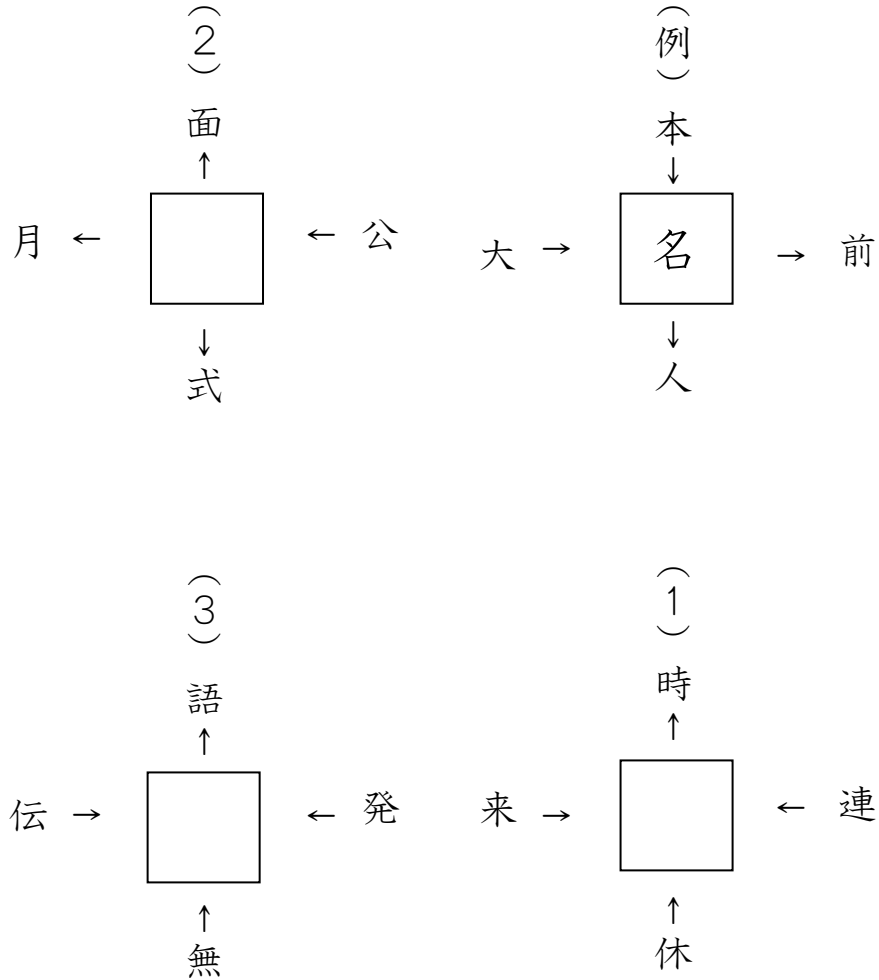 （例）
本
↓
大 → 名 → 前
↓
人
（1）
時
↑
来 → ← 連
↑
休
（2）
面
↑
月 ← ← 公
↓
式
（3）
語
↑
伝 → ← 発
↑
無